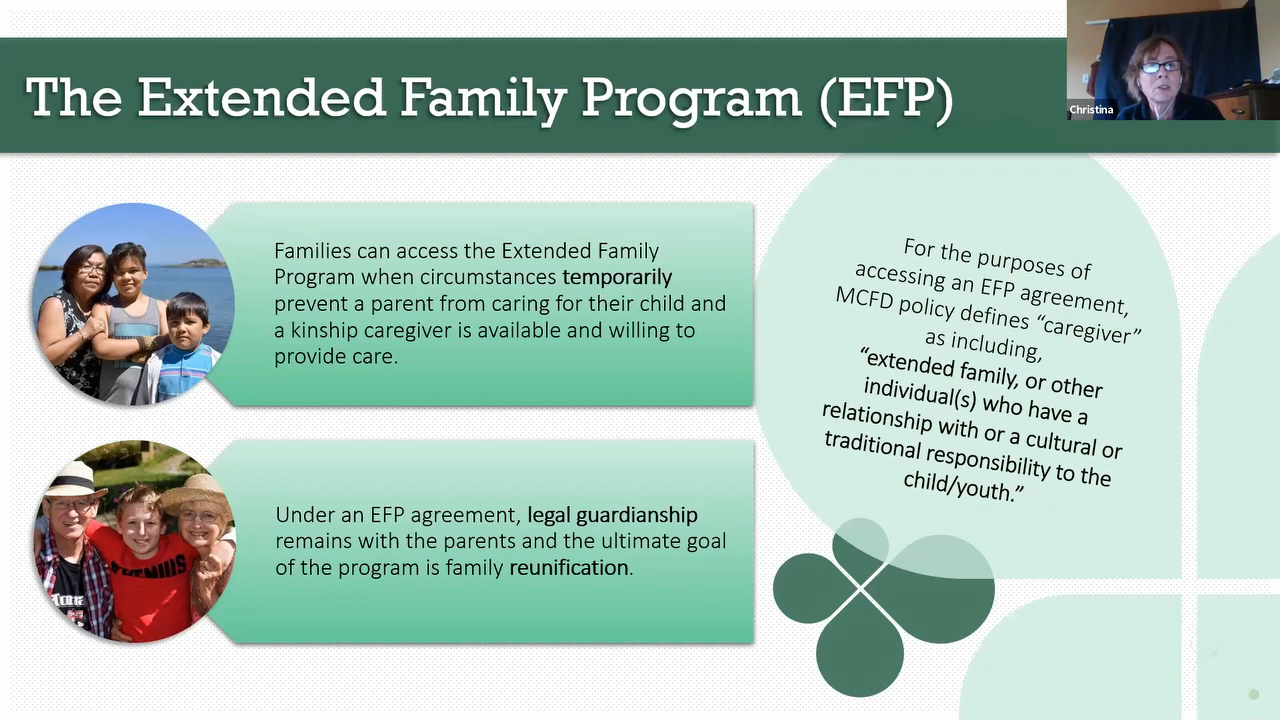 The Extended Family Program (EFP)
Christina
Families can access the Extended Family
Program when circumstances temporarily
prevent a parent from caring for their child and
a kinship caregiver is available and willing to
provide care.
Under an EFP agreement, legal guardianship
remains with the parents and the ultimate goal
of the program is family reunification.
For the purposes of
accessing an EFP agreement,
MCFD policy defines “caregiver”
as including,
“extended family, or other
individual(s) who have a
relationship with or a cultural or
traditional responsibility to the
child/youth.”